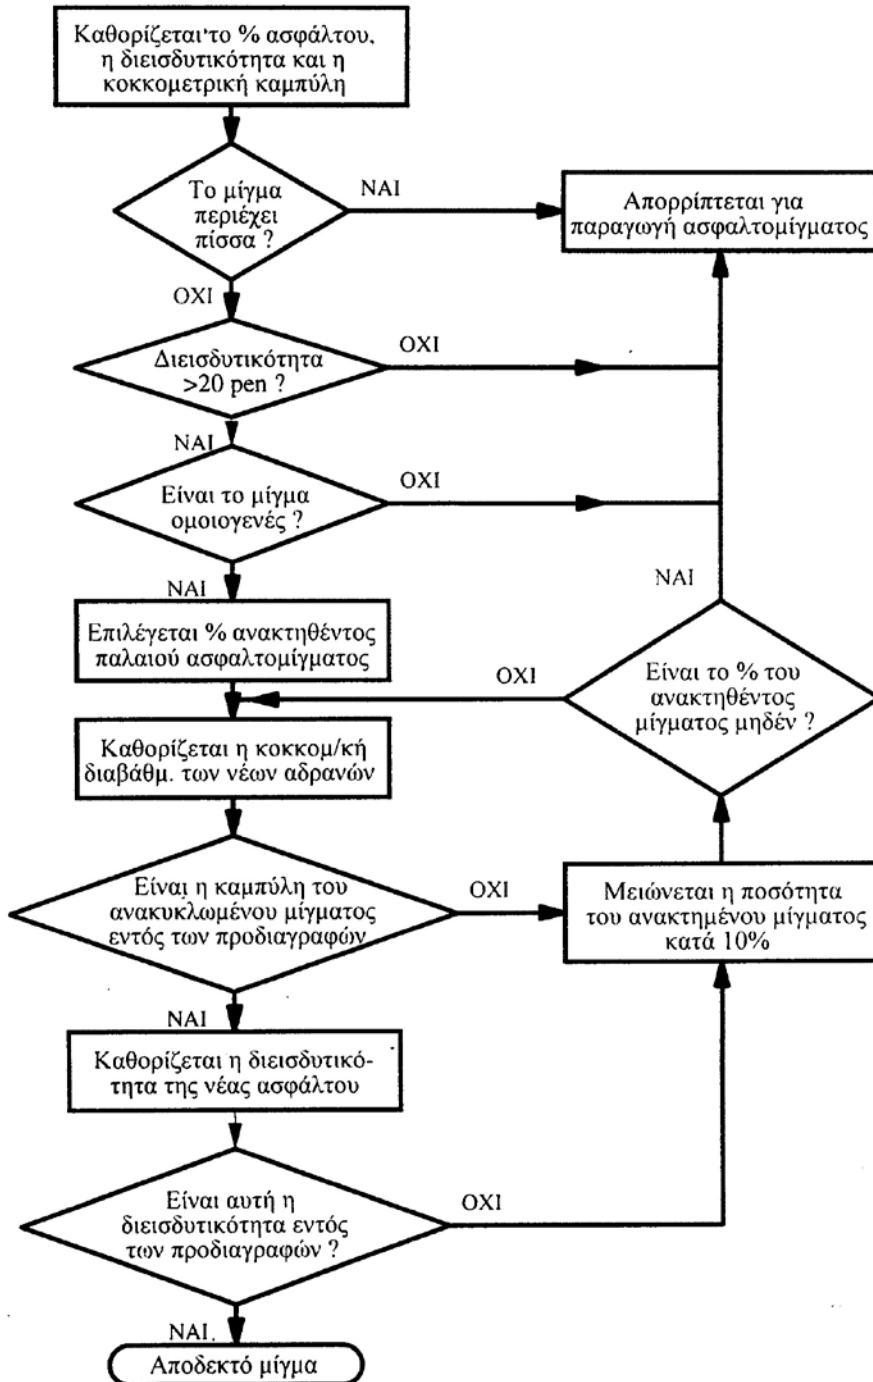 Καθορίζεται το % ασφάλτου,
η διεισδυτικότητα και η
κοκκομετρική καμπύλη
Το μίγμα
περιέχει
πίσσα ?
ΝΑΙ
Απορρίπτεται για
παραγωγή ασφαλτομίγματος
ΟΧΙ
Διεισδυτικότητα
>20 pen ?
ΟΧΙ
ΝΑΙ
Είναι το μίγμα
ομοιογενές ?
ΟΧΙ
ΝΑΙ
Επιλέγεται % ανακτηθέντος
παλαιού ασφαλτομίγματος
ΝΑΙ
Είναι το % του
ανακτηθέντος
μίγματος μηδέν ?
ΟΧΙ
Καθορίζεται η κοκκομ/κή
διαβάθμ. των νέων αδρανών
Είναι η καμπύλη του
ανακυκλωμένου μίγματος
εντός των προδιαγραφών
ΟΧΙ
Μειώνεται η ποσότητα
του ανακτημένου μίγματος
κατά 10%
ΝΑΙ
Καθορίζεται η διεισδυτικό-
τητα της νέας ασφάλτου
Είναι αυτή η
διεισδυτικότητα εντός
των προδιαγραφών ?
ΟΧΙ
ΝΑΙ.
Αποδεκτό μίγμα